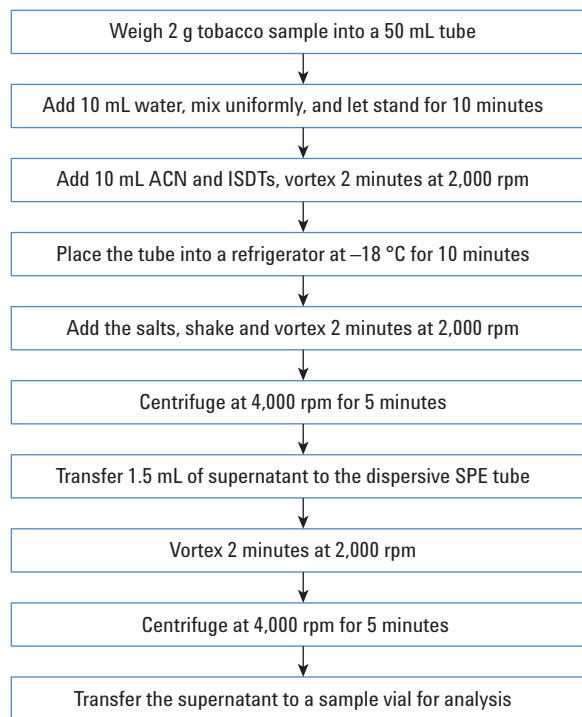 Weigh 2 g tobacco sample into a 50 mL tube
Add 10 mL water, mix uniformly, and let stand for 10 minutes
Add 10 mL ACN and ISDTs, vortex 2 minutes at 2,000 rpm
Place the tube into a refrigerator at –18 °C for 10 minutes
Add the salts, shake and vortex 2 minutes at 2,000 rpm
Centrifuge at 4,000 rpm for 5 minutes
Transfer 1.5 mL of supernatant to the dispersive SPE tube
Vortex 2 minutes at 2,000 rpm
Centrifuge at 4,000 rpm for 5 minutes
Transfer the supernatant to a sample vial for analysis